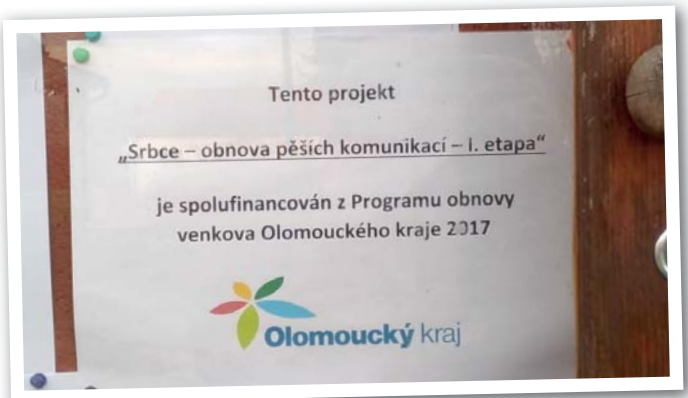 Tento projekt
„Srbce – obnova pěších komunikací – I. etapa“
je spolufinancován z Programu obnovy
venkova Olomouckého kraje 2017
Olomoucký kraj